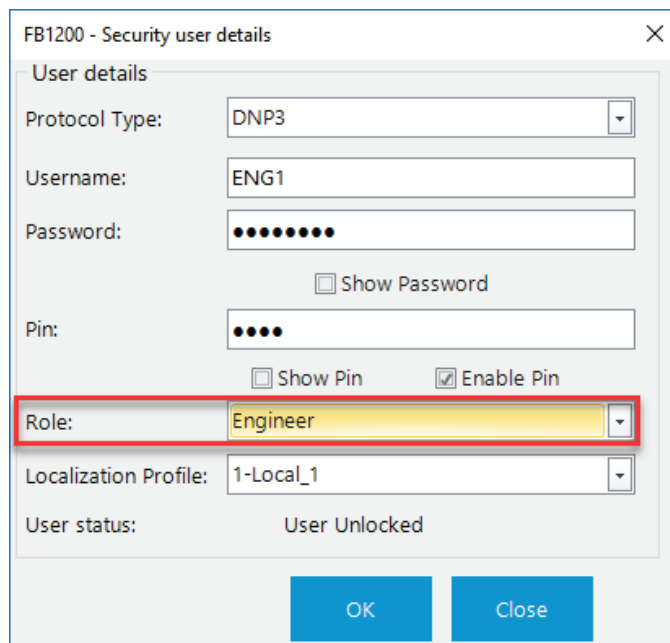 FB1200 - Security user details
User details
Protocol Type: DNP3
Username: ENG1
Password: ●●●●●●●●
Show Password
Pin: ●●●●
Show Pin Enable Pin
Role: Engineer
Localization Profile: 1-Local_1
User status: User Unlocked
OK Close